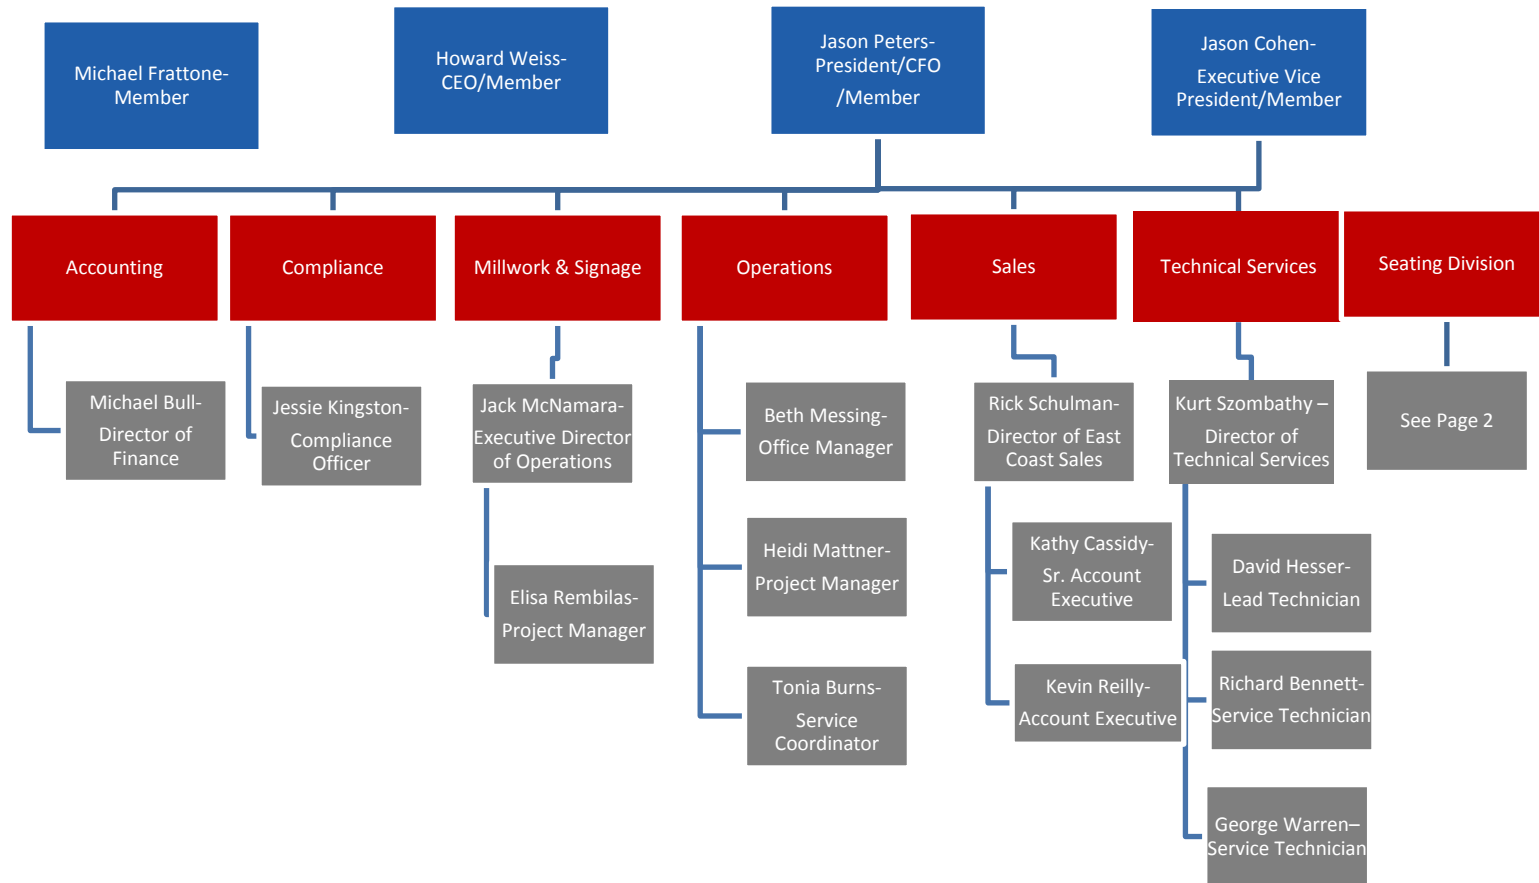 Michael Frattone-
Member
Howard Weiss-
CEO/Member
Jason Peters-
President/CFO
/Member
Jason Cohen-
Executive Vice
President/Member
Accounting
Compliance
Millwork & Signage
Operations
Sales
Technical Services
Seating Division
Michael Bull-
Director of
Finance
Jessie Kingston-
Compliance
Officer
Jack McNamara-
Executive Director
of Operations
Elisa Rembilas-
Project Manager
Beth Messing-
Office Manager
Heidi Mattner-
Project Manager
Tonia Burns-
Service
Coordinator
Rick Schulman-
Director of East
Coast Sales
Kathy Cassidy-
Sr. Account
Executive
Kevin Reilly-
Account Executive
Kurt Szombathy –
Director of
Technical Services
David Hesser-
Lead Technician
Richard Bennett-
Service Technician
George Warren–
Service Technician
See Page 2